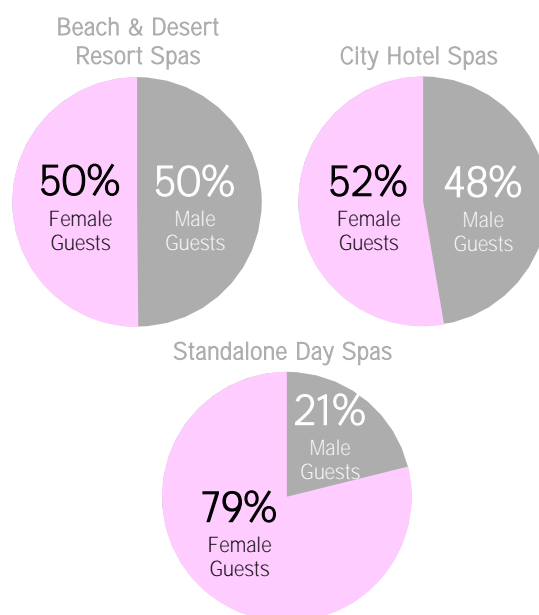 Beach & Desert
Resort Spas
50%
Female
Guests
50%
Male
Guests
City Hotel Spas
52%
Female
Guests
48%
Male
Guests
Standalone Day Spas
21%
Male
Guests
79%
Female
Guests